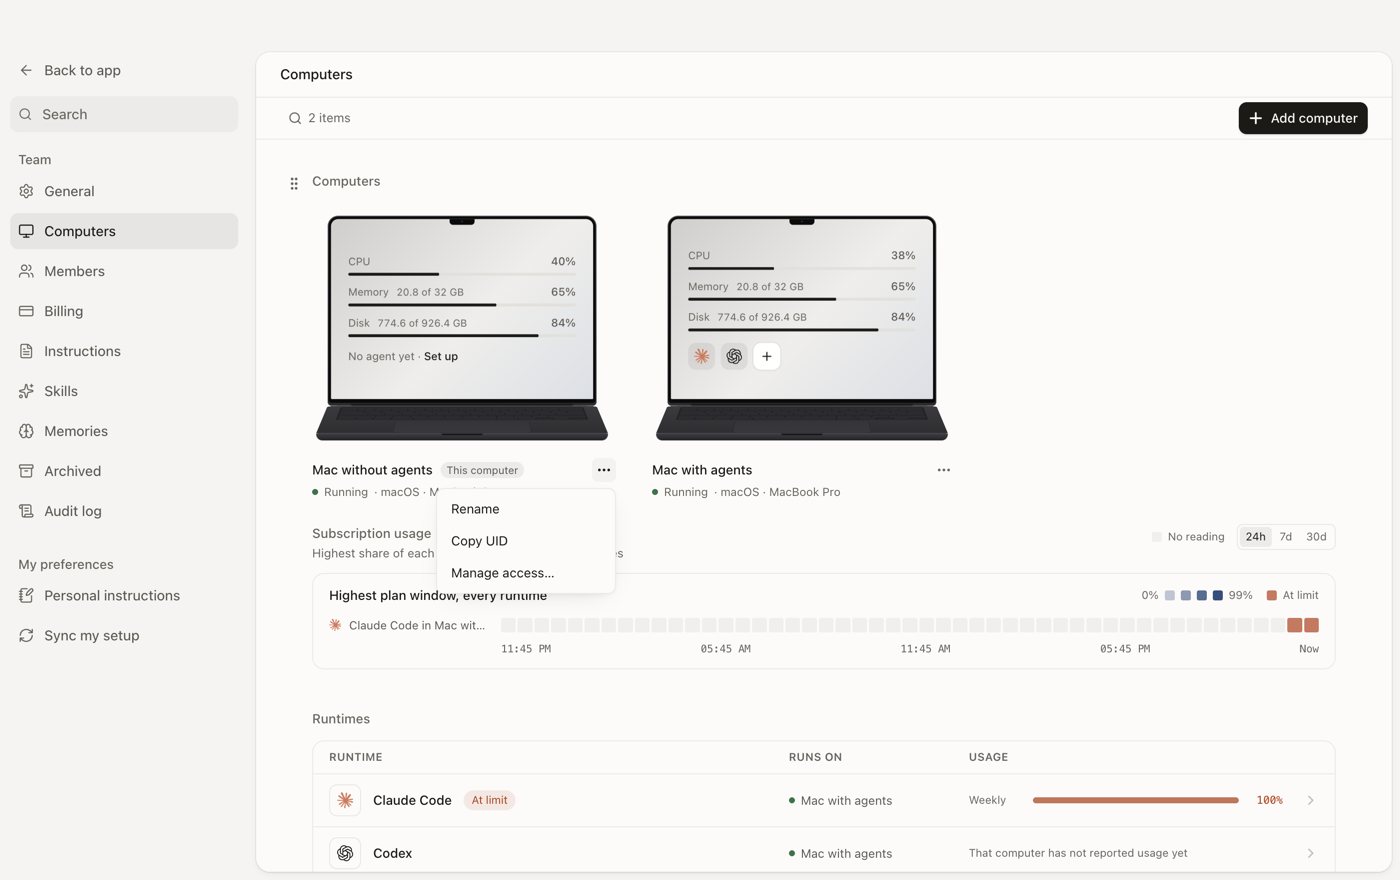 Back to app
Search
Team
General
Computers
Members
Billing
Instructions
Skills
Memories
Archived
Audit log
My preferences
Personal instructions
Sync my setup
Computers
2 items
Add computer
Computers
CPU 40%
Memory 20.8 of 32 GB 65%
Disk 774.6 of 926.4 GB 84%
No agent yet · Set up
CPU 38%
Memory 20.8 of 32 GB 65%
Disk 774.6 of 926.4 GB 84%
Mac without agents This computer
Running · macOS ·
Mac with agents
Running · macOS · MacBook Pro
Rename
Copy UID
Manage access...
Subscription usage
Highest share of each
No reading 24h 7d 30d
Highest plan window, every runtime
0% 99% At limit
Claude Code in Mac wit...
11:45 PM 05:45 AM 11:45 AM 05:45 PM Now
Runtimes
RUNTIME RUNS ON USAGE
Claude Code At limit Mac with agents Weekly 100%
Codex Mac with agents That computer has not reported usage yet